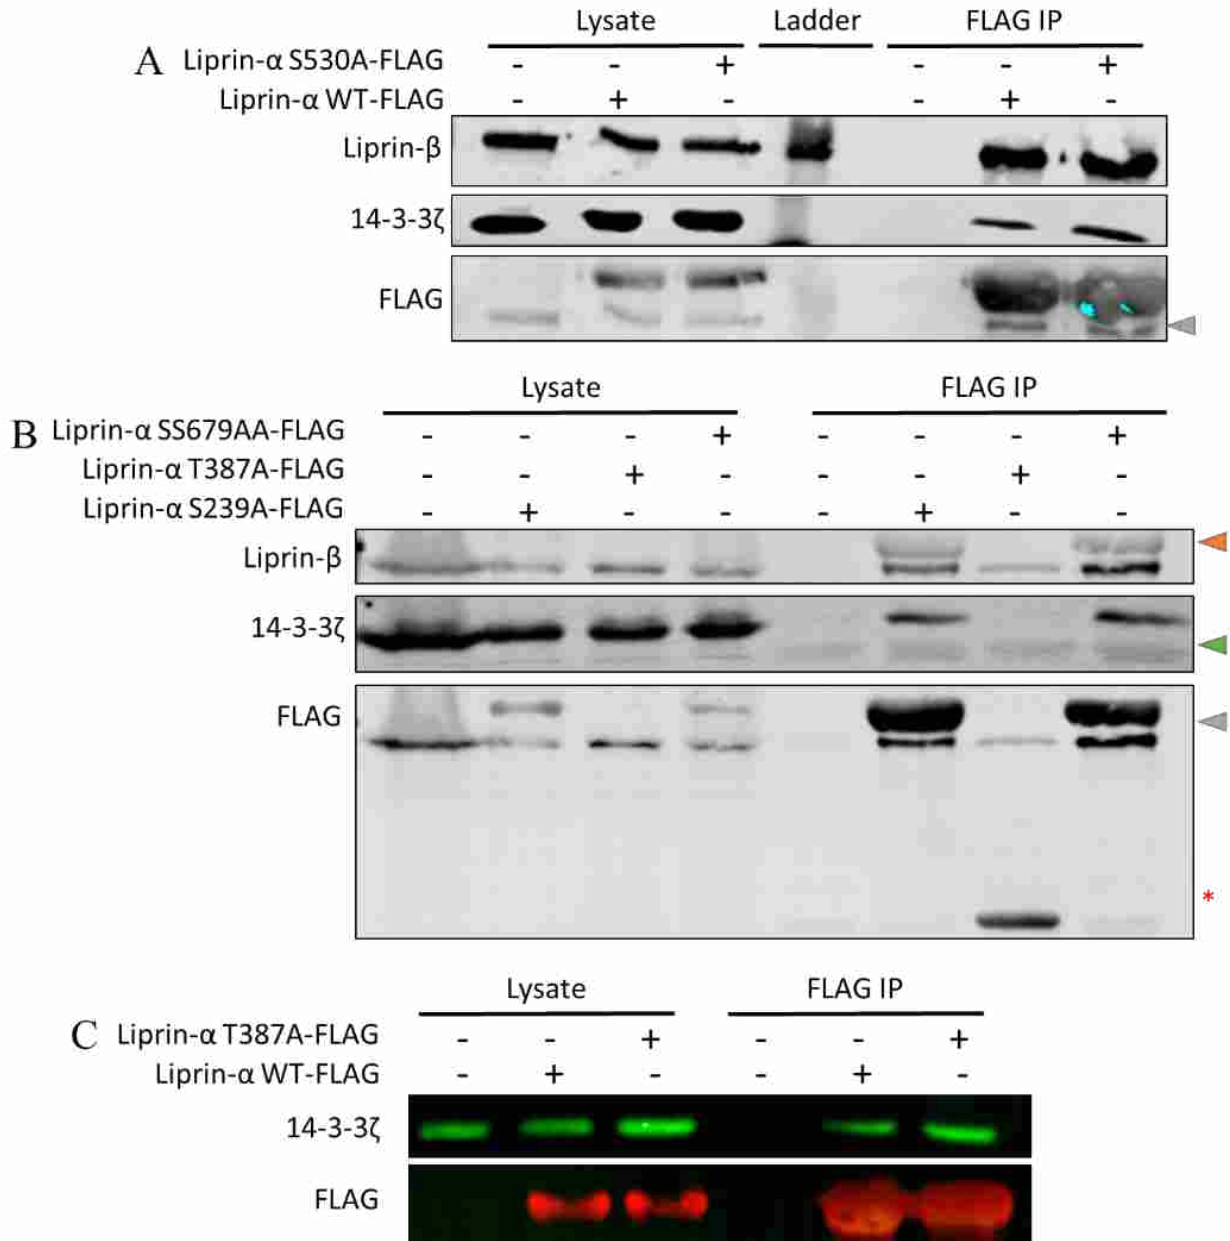 Lysate Ladder FLAG IP
A Liprin-α S530A-FLAG - - + - - +
Liprin-α WT-FLAG - + - - + -
Liprin-β
14-3-3ζ
FLAG
Lysate FLAG IP
B Liprin-α SS679AA-FLAG - - - + - - - +
Liprin-α T387A-FLAG - - + - - - + -
Liprin-α S239A-FLAG - + - - - + - -
Liprin-β
14-3-3ζ
FLAG
*
Lysate FLAG IP
C Liprin-α T387A-FLAG - - + - - +
Liprin-α WT-FLAG - + - - + -
14-3-3ζ
FLAG